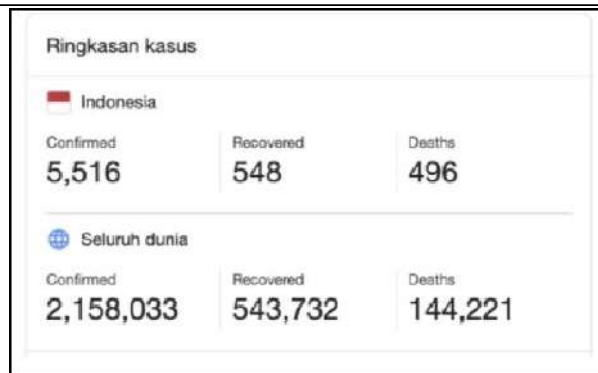 Ringkasan kasus
Indonesia
Confirmed Recovered Deaths
5,516 548 496
Seluruh dunia
Confirmed Recovered Deaths
2,158,033 543,732 144,221